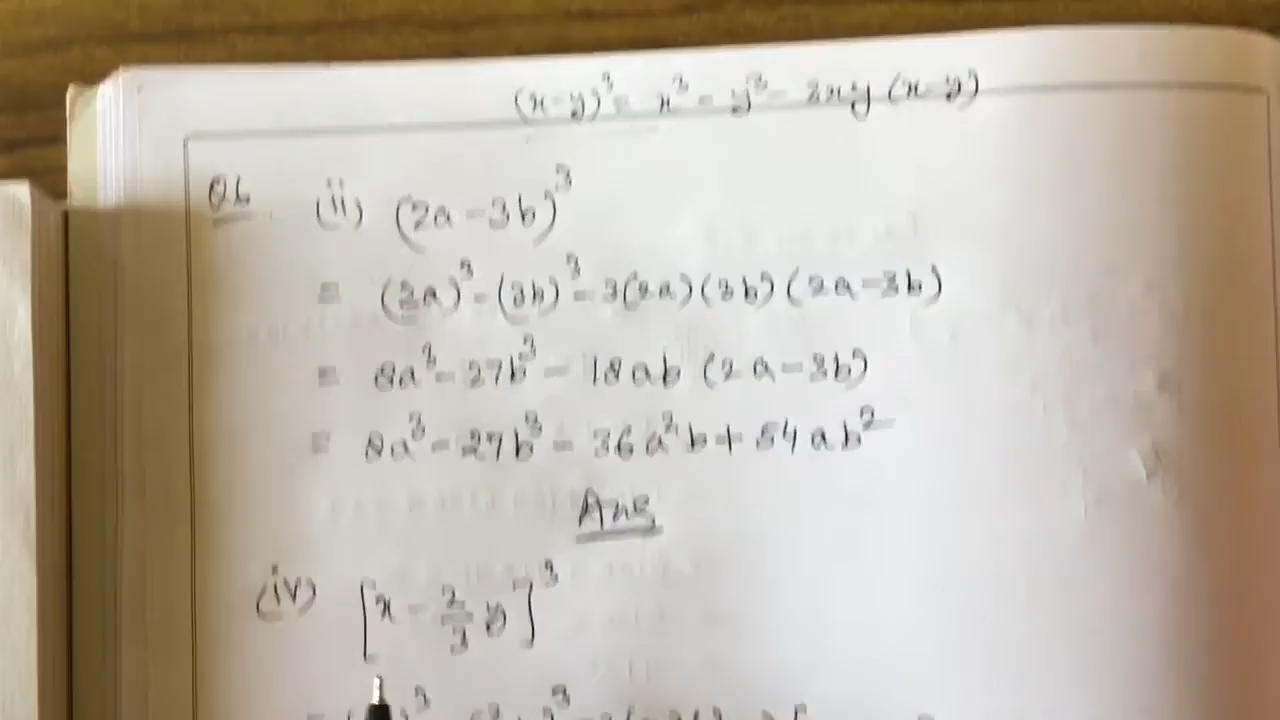 (x-y)³= x³- y³- 3xy (x-y)
Q6 (ii) (2a-3b)³
= (2a)³-(3b)³-3(2a)(3b)(2a-3b)
= 8a³-27b³- 18ab (2a-3b)
= 8a³-27b³- 36a²b+54ab²
Ans
(iv) [x- 2/3 y]³